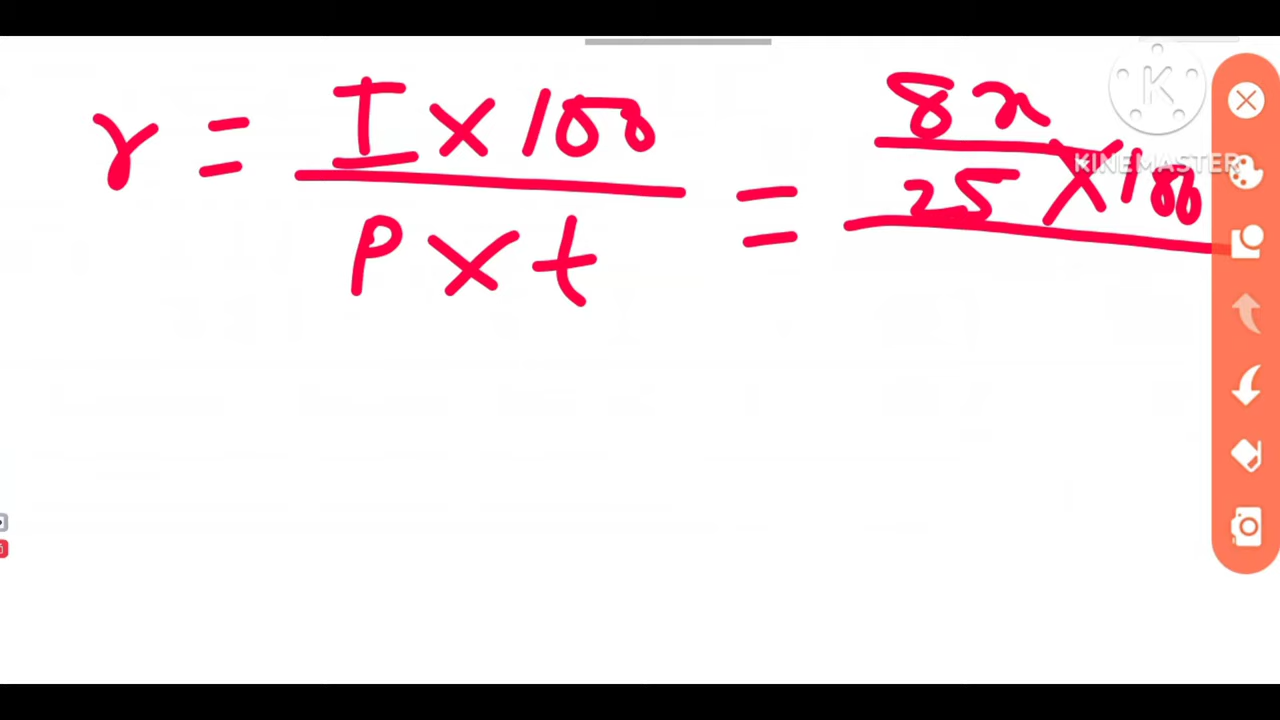 r = I × 100 / P × t = 8x / 25 × 100
KINEMASTER